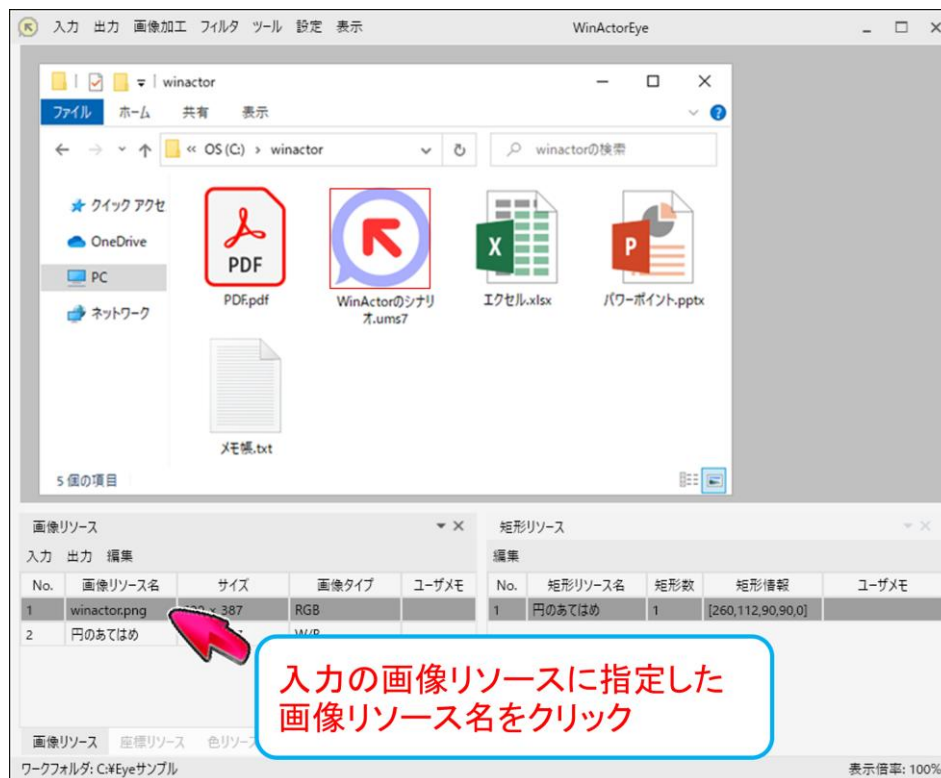 入力 出力 画像加工 フィルタ ツール 設定 表示 WinActorEye
winactor
ファイル ホーム 共有 表示
« OS (C:) › winactor winactorの検索
クイック アクセ
OneDrive
PC
ネットワーク
PDF
PDF.pdf
WinActorのシナリ
オ.ums7
X
エクセル.xlsx
P
パワーポイント.pptx
メモ帳.txt
5 個の項目
画像リソース
入力 出力 編集
No. 画像リソース名 サイズ 画像タイプ ユーザメモ
1 winactor.png x 387 RGB
2 円のあてはめ
矩形リソース
編集
No. 矩形リソース名 矩形数 矩形情報 ユーザメモ
1 円のあてはめ 1 [260,112,90,90,0]
入力の画像リソースに指定した
画像リソース名をクリック
画像リソース 座標リソース 色リソー
ワークフォルダ: C:¥Eyeサンプル 表示倍率: 100%